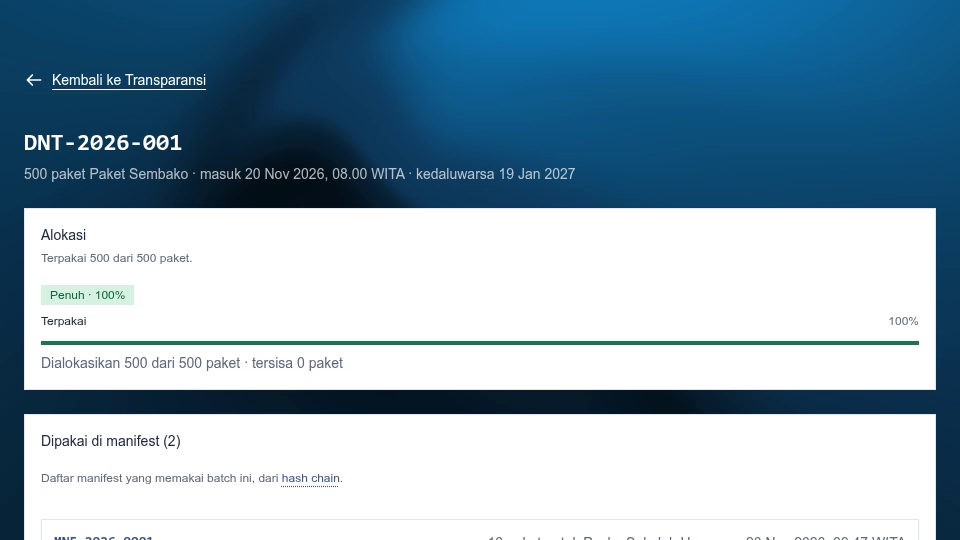 Kembali ke Transparansi
DNT-2026-001
500 paket Paket Sembako · masuk 20 Nov 2026, 08.00 WITA · kedaluwarsa 19 Jan 2027
Alokasi
Terpakai 500 dari 500 paket.
Penuh · 100%
Terpakai 100%
Dialokasikan 500 dari 500 paket · tersisa 0 paket
Dipakai di manifest (2)
Daftar manifest yang memakai batch ini, dari hash chain.